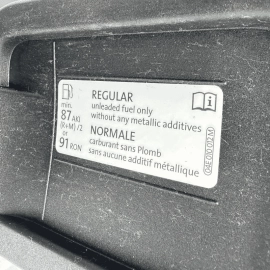 REGULAR
unleaded fuel only
without any metallic additives
NORMALE
carburant sans Plomb
sans aucune additif métallique
min.
87 AKI
(R+M)/2
or
91 RON